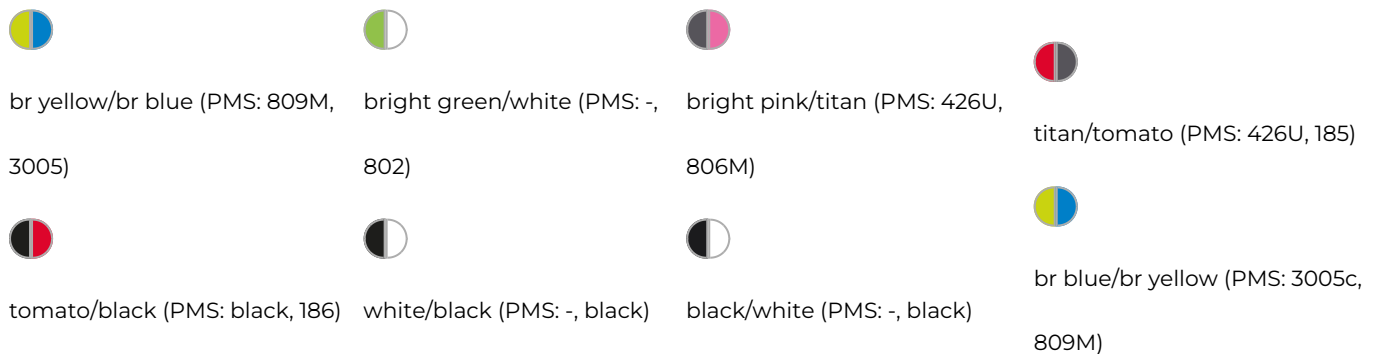 br yellow/br blue (PMS: 809M,
3005)
bright green/white (PMS: -,
802)
bright pink/titan (PMS: 426U,
806M)
titan/tomato (PMS: 426U, 185)
tomato/black (PMS: black, 186)
white/black (PMS: -, black)
black/white (PMS: -, black)
br blue/br yellow (PMS: 3005c,
809M)